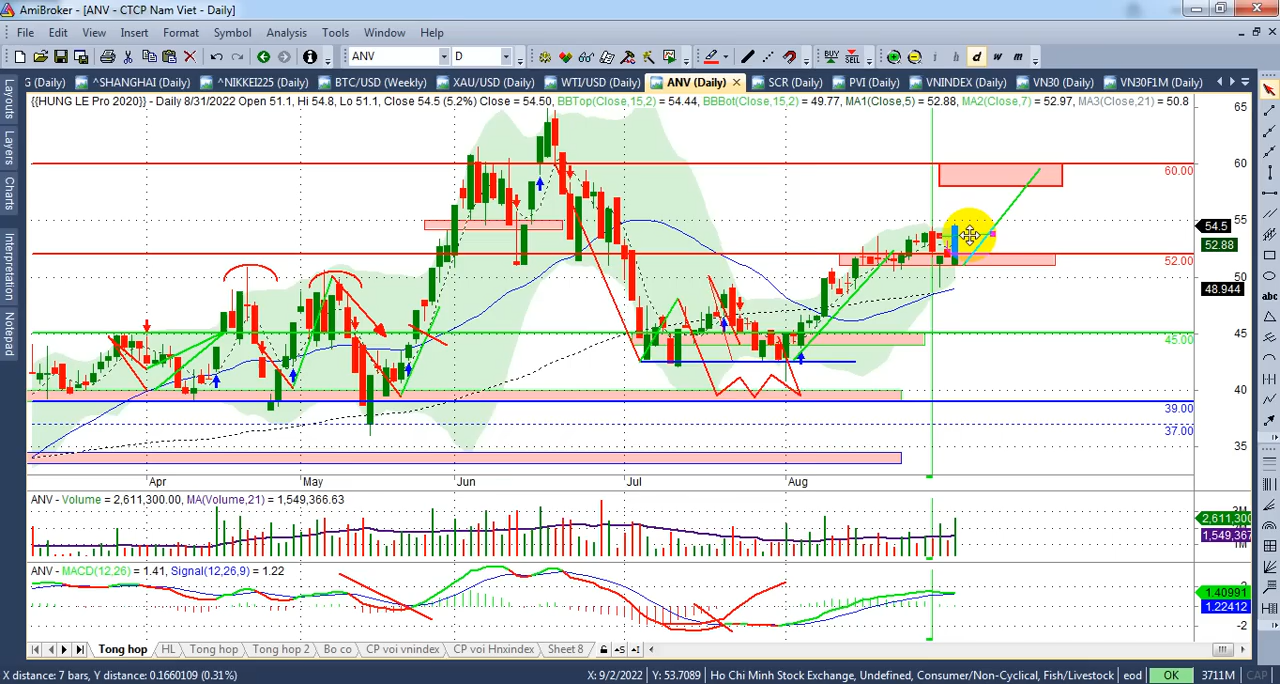 AmiBroker - [ANV - CTCP Nam Viet - Daily]
File Edit View Insert Format Symbol Analysis Tools Window Help
ANV D BUY SELL i h d w m
G (Daily) ^SHANGHAI (Daily) ^NIKKEI225 (Daily) BTC/USD (Weekly) XAU/USD (Daily) WTI/USD (Daily) ANV (Daily) SCR (Daily) PVI (Daily) VNINDEX (Daily) VN30 (Daily) VN30F1M (Daily)
Layouts
Layers
Charts
Interpretation
Notepad
abc
{{HUNG LE Pro 2020}} - Daily 8/31/2022 Open 51.1, Hi 54.8, Lo 51.1, Close 54.5 (5.2%) Close = 54.50, BBTop(Close,15,2) = 54.44, BBBot(Close,15,2) = 49.77, MA1(Close,5) = 52.88, MA2(Close,7) = 52.97, MA3(Close,21) = 50.8
65
60
60.00
55
54.5
52.88
52.00
50
48.944
45
45.00
40
39.00
37.00
35
Apr May Jun Jul Aug
ANV - Volume = 2,611,300.00, MA(Volume,21) = 1,549,366.63
2,611,300
1,549,367
ANV - MACD(12,26) = 1.41, Signal(12,26,9) = 1.22
1.40991
1.22412
-2
Tong hop HL Tong hop Tong hop 2 Bo co CP voi vnindex CP voi Hnxindex Sheet 8
X distance: 7 bars, Y distance: 0.1660109 (0.31%) X: 9/2/2022 Y: 53.7089 Ho Chi Minh Stock Exchange, Undefined, Consumer/Non-Cyclical, Fish/Livestock eod OK 3711M CAP